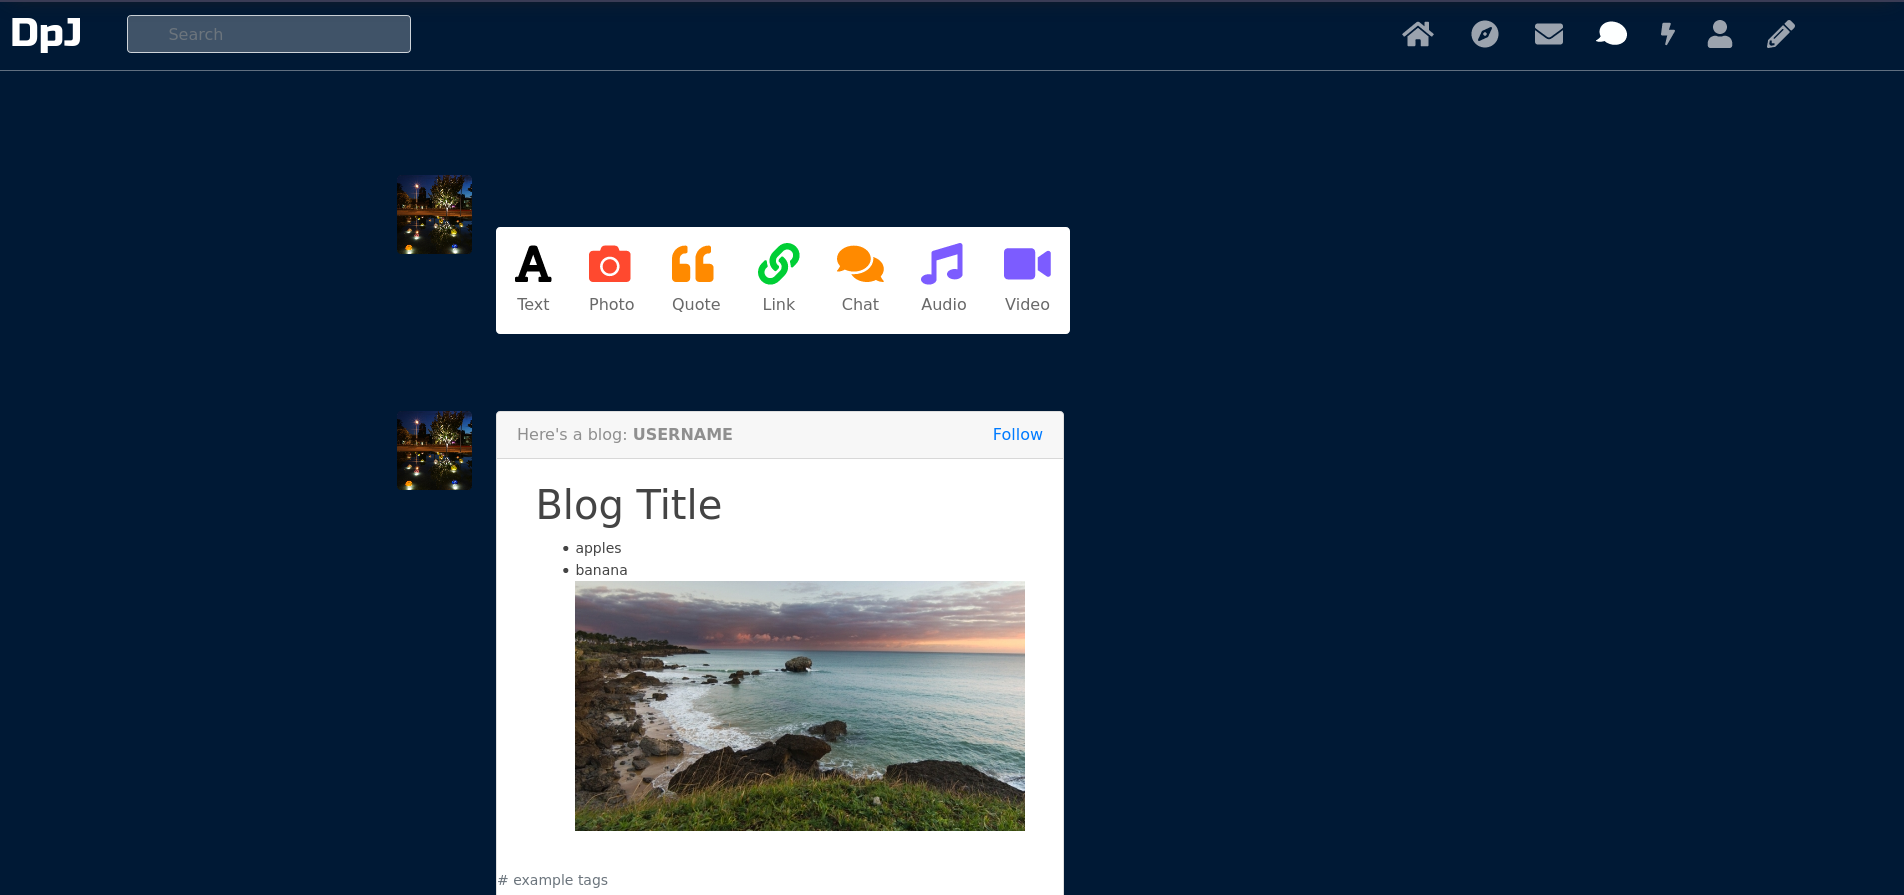 DpJ
Search
Text Photo Quote Link Chat Audio Video
Here's a blog: USERNAME Follow
Blog Title
apples
banana
# example tags